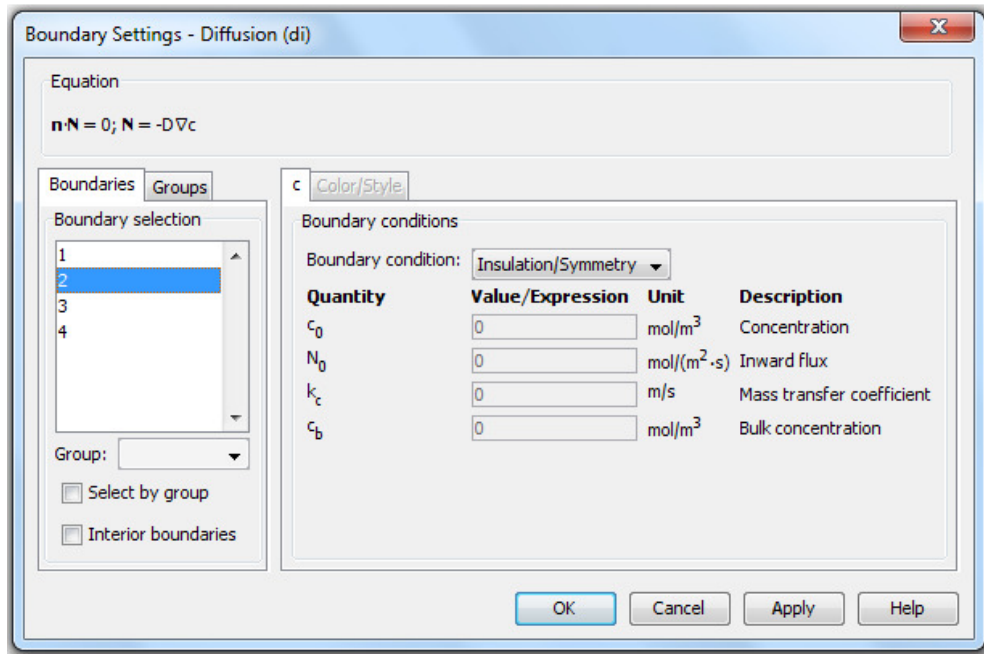 Boundary Settings - Diffusion (di)
Equation
n·N = 0; N = -D∇c
Boundaries Groups
Boundary selection
1
2
3
4
Group:
Select by group
Interior boundaries
c Color/Style
Boundary conditions
Boundary condition: Insulation/Symmetry
Quantity Value/Expression Unit Description
c₀ 0 mol/m³ Concentration
N₀ 0 mol/(m²·s) Inward flux
k꜀ 0 m/s Mass transfer coefficient
c_b 0 mol/m³ Bulk concentration
OK Cancel Apply Help